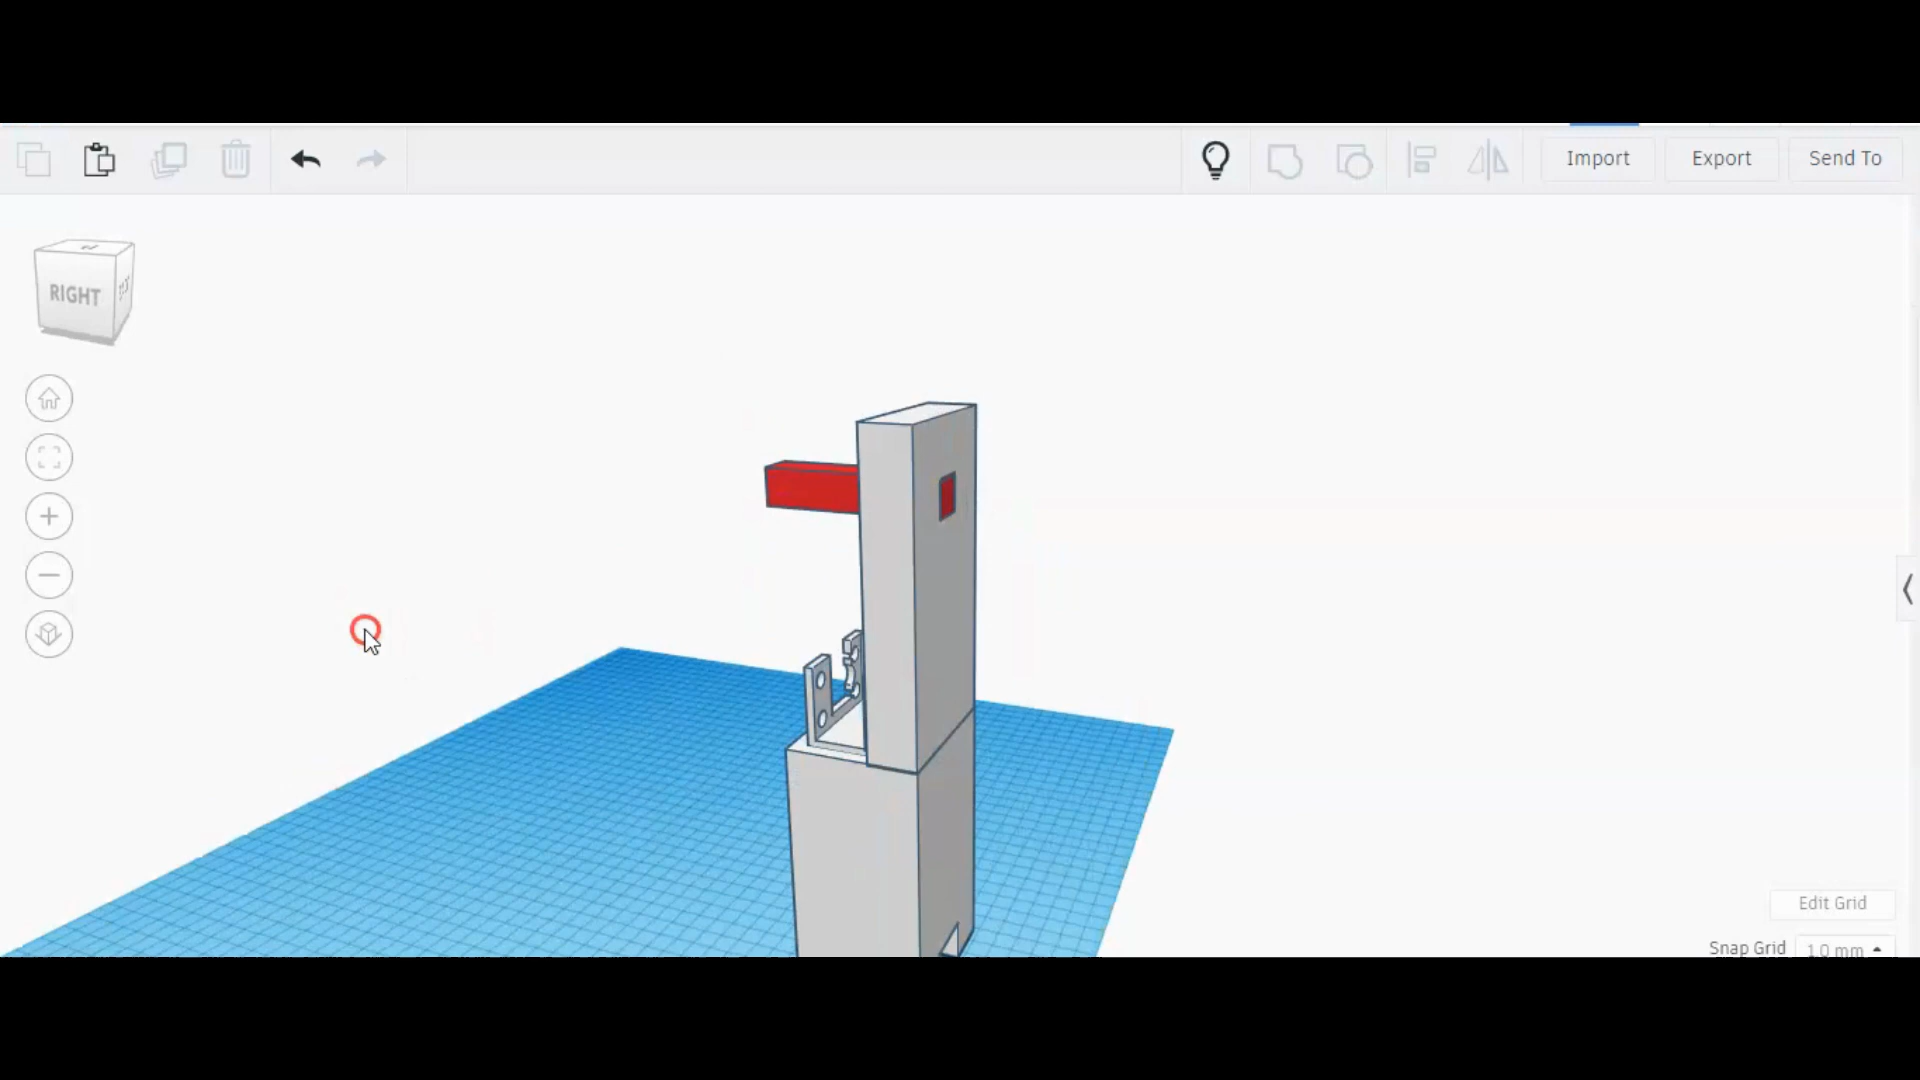 Import
Export
Send To
RIGHT
Edit Grid
Snap Grid
1.0 mm